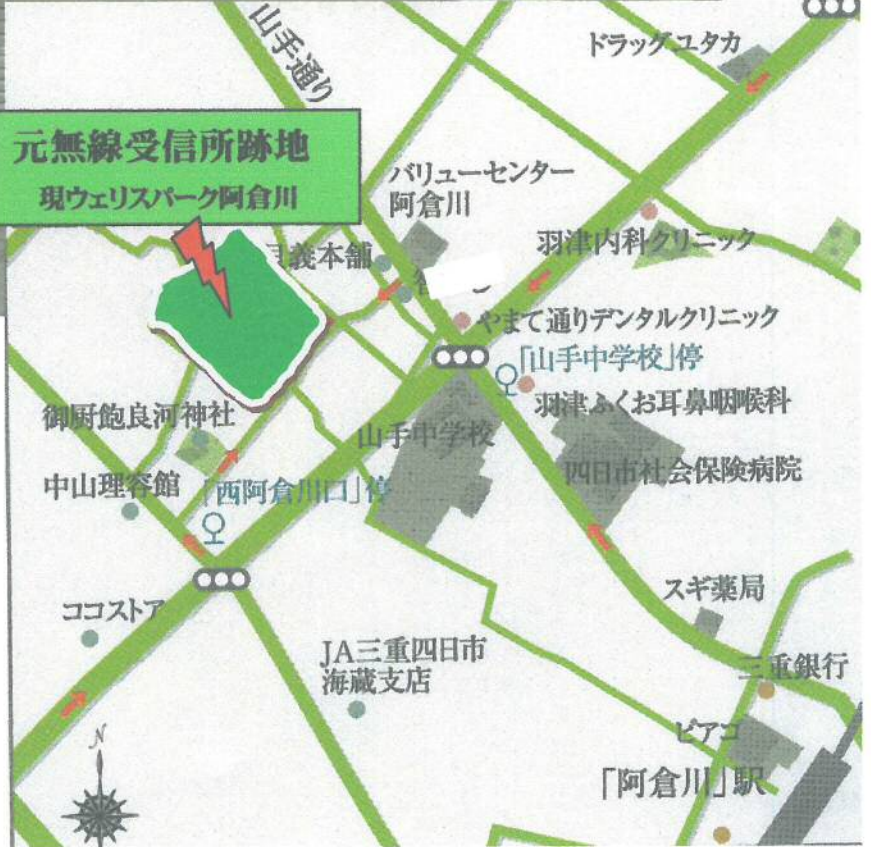 山手通り
ドラッグユタカ
元無線受信所跡地
現ウェリスパーク阿倉川
バリューセンター
阿倉川
義本舗
羽津内科クリニック
やまて通りデンタルクリニック
「山手中学校」停
羽津ふくお耳鼻咽喉科
御厨飽良河神社
山手中学校
四日市社会保険病院
中山理容館
「西阿倉川口」停
スギ薬局
ココストア
JA三重四日市
海蔵支店
三重銀行
N
ピアゴ
「阿倉川」駅